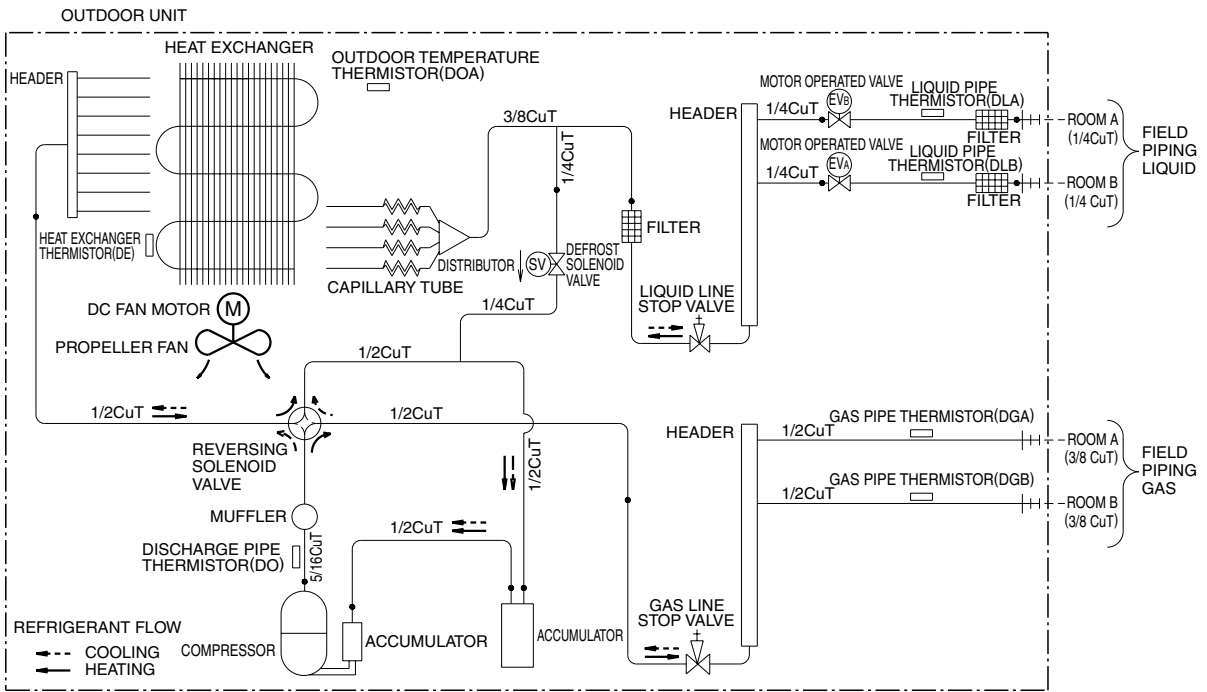 OUTDOOR UNIT
HEAT EXCHANGER
HEADER
OUTDOOR TEMPERATURE
THERMISTOR(DOA)
3/8CuT
1/4CuT
HEADER
MOTOR OPERATED VALVE
1/4CuT
EVB
LIQUID PIPE
THERMISTOR(DLA)
FILTER
ROOM A
(1/4CuT)
MOTOR OPERATED VALVE
1/4CuT
EVA
LIQUID PIPE
THERMISTOR(DLB)
FILTER
ROOM B
(1/4 CuT)
FIELD
PIPING
LIQUID
HEAT EXCHANGER
THERMISTOR(DE)
CAPILLARY TUBE
DISTRIBUTOR
SV
DEFROST
SOLENOID
VALVE
FILTER
1/4CuT
LIQUID LINE
STOP VALVE
DC FAN MOTOR
M
PROPELLER FAN
1/2CuT
1/2CuT
1/2CuT
REVERSING
SOLENOID
VALVE
1/2CuT
HEADER
GAS PIPE THERMISTOR(DGA)
1/2CuT
ROOM A
(3/8 CuT)
GAS PIPE THERMISTOR(DGB)
1/2CuT
ROOM B
(3/8 CuT)
FIELD
PIPING
GAS
MUFFLER
1/2CuT
DISCHARGE PIPE
THERMISTOR(DO)
5/16CuT
COMPRESSOR
ACCUMULATOR
ACCUMULATOR
GAS LINE
STOP VALVE
REFRIGERANT FLOW
COOLING
HEATING